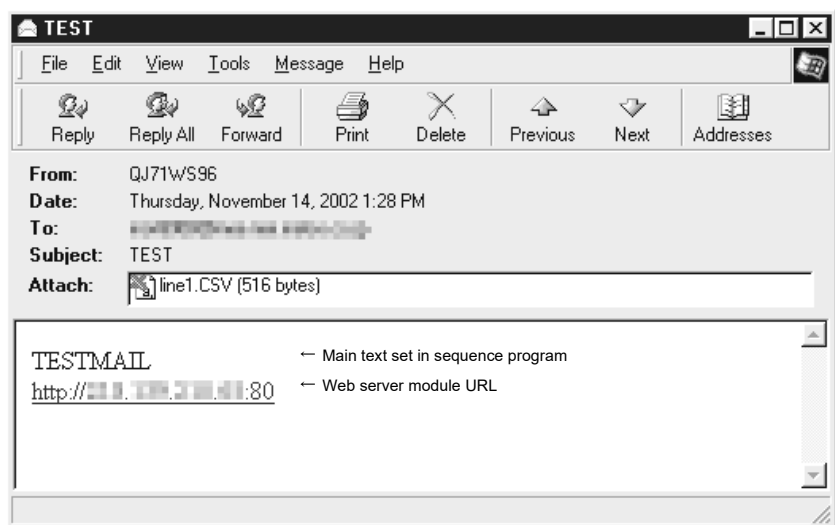 TEST
File Edit View Tools Message Help
Reply Reply All Forward Print Delete Previous Next Addresses
From: QJ71WS96
Date: Thursday, November 14, 2002 1:28 PM
To:
Subject: TEST
Attach: line1.CSV (516 bytes)
TESTMAIL ← Main text set in sequence program
http:// :80 ← Web server module URL